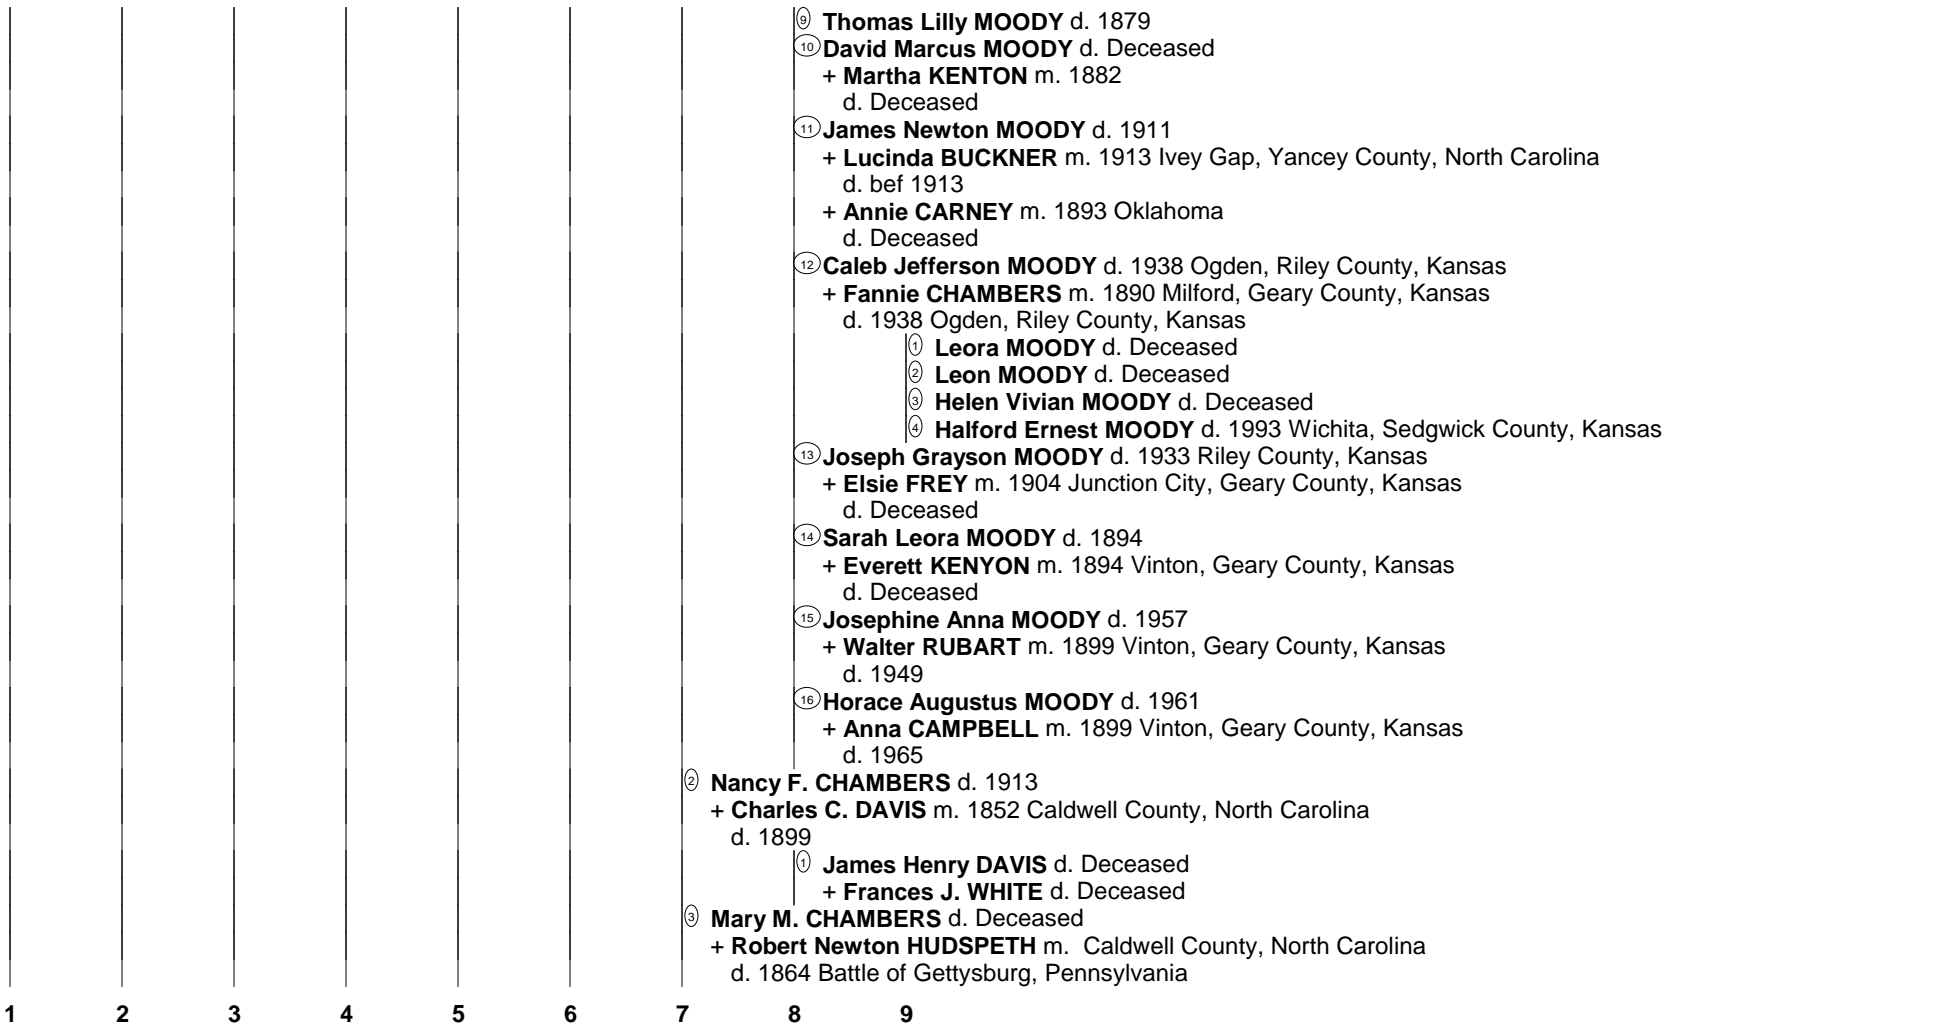 9 Thomas Lilly MOODY d. 1879
10 David Marcus MOODY d. Deceased
+ Martha KENTON m. 1882
d. Deceased
11 James Newton MOODY d. 1911
+ Lucinda BUCKNER m. 1913 Ivey Gap, Yancey County, North Carolina
d. bef 1913
+ Annie CARNEY m. 1893 Oklahoma
d. Deceased
12 Caleb Jefferson MOODY d. 1938 Ogden, Riley County, Kansas
+ Fannie CHAMBERS m. 1890 Milford, Geary County, Kansas
d. 1938 Ogden, Riley County, Kansas
1 Leora MOODY d. Deceased
2 Leon MOODY d. Deceased
3 Helen Vivian MOODY d. Deceased
4 Halford Ernest MOODY d. 1993 Wichita, Sedgwick County, Kansas
13 Joseph Grayson MOODY d. 1933 Riley County, Kansas
+ Elsie FREY m. 1904 Junction City, Geary County, Kansas
d. Deceased
14 Sarah Leora MOODY d. 1894
+ Everett KENYON m. 1894 Vinton, Geary County, Kansas
d. Deceased
15 Josephine Anna MOODY d. 1957
+ Walter RUBART m. 1899 Vinton, Geary County, Kansas
d. 1949
16 Horace Augustus MOODY d. 1961
+ Anna CAMPBELL m. 1899 Vinton, Geary County, Kansas
d. 1965
2 Nancy F. CHAMBERS d. 1913
+ Charles C. DAVIS m. 1852 Caldwell County, North Carolina
d. 1899
1 James Henry DAVIS d. Deceased
+ Frances J. WHITE d. Deceased
3 Mary M. CHAMBERS d. Deceased
+ Robert Newton HUDSPETH m. Caldwell County, North Carolina
d. 1864 Battle of Gettysburg, Pennsylvania
1 2 3 4 5 6 7 8 9